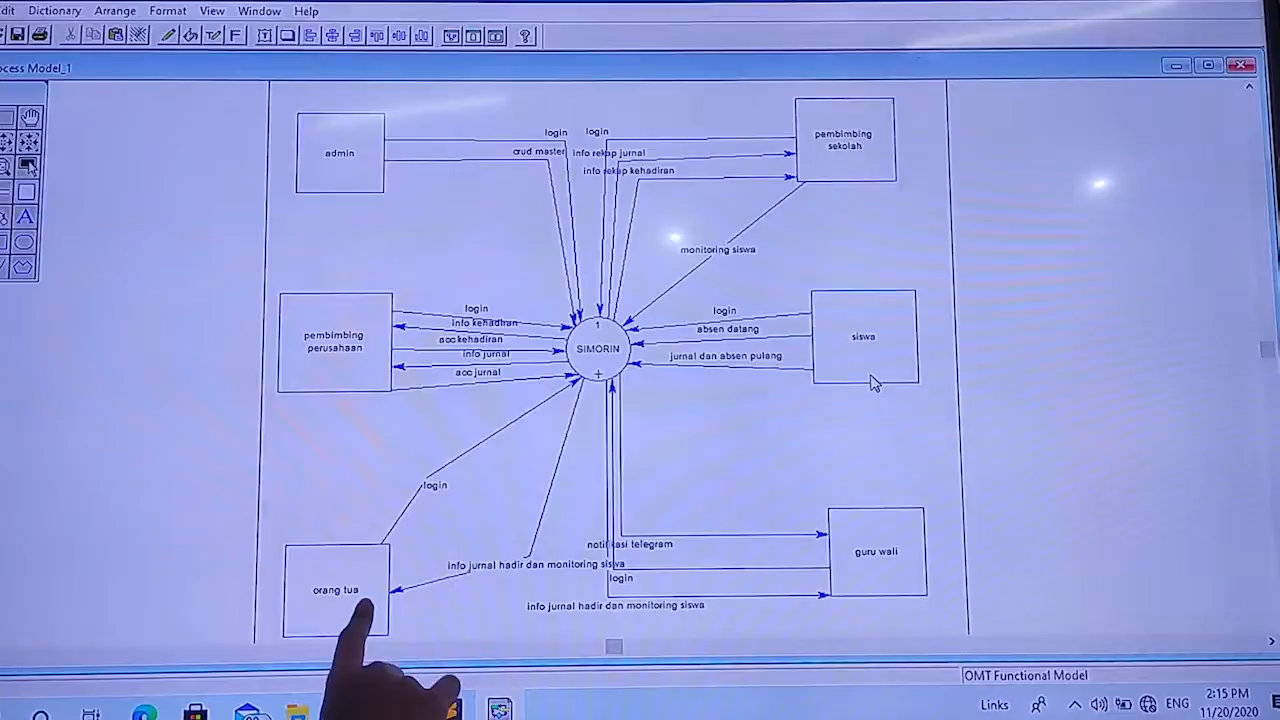 Edit Dictionary Arrange Format View Window Help
Process Model_1
admin
login
crud master
login
info rekap jurnal
info rekap kehadiran
pembimbing
sekolah
monitoring siswa
pembimbing
perusahaan
login
info kehadiran
acc kehadiran
info jurnal
acc jurnal
1
SIMORIN
+
login
absen datang
jurnal dan absen pulang
siswa
login
orang tua
info jurnal hadir dan monitoring siswa
notifikasi telegram
login
info jurnal hadir dan monitoring siswa
guru wali
OMT Functional Model
Links
ENG
2:15 PM
11/20/2020